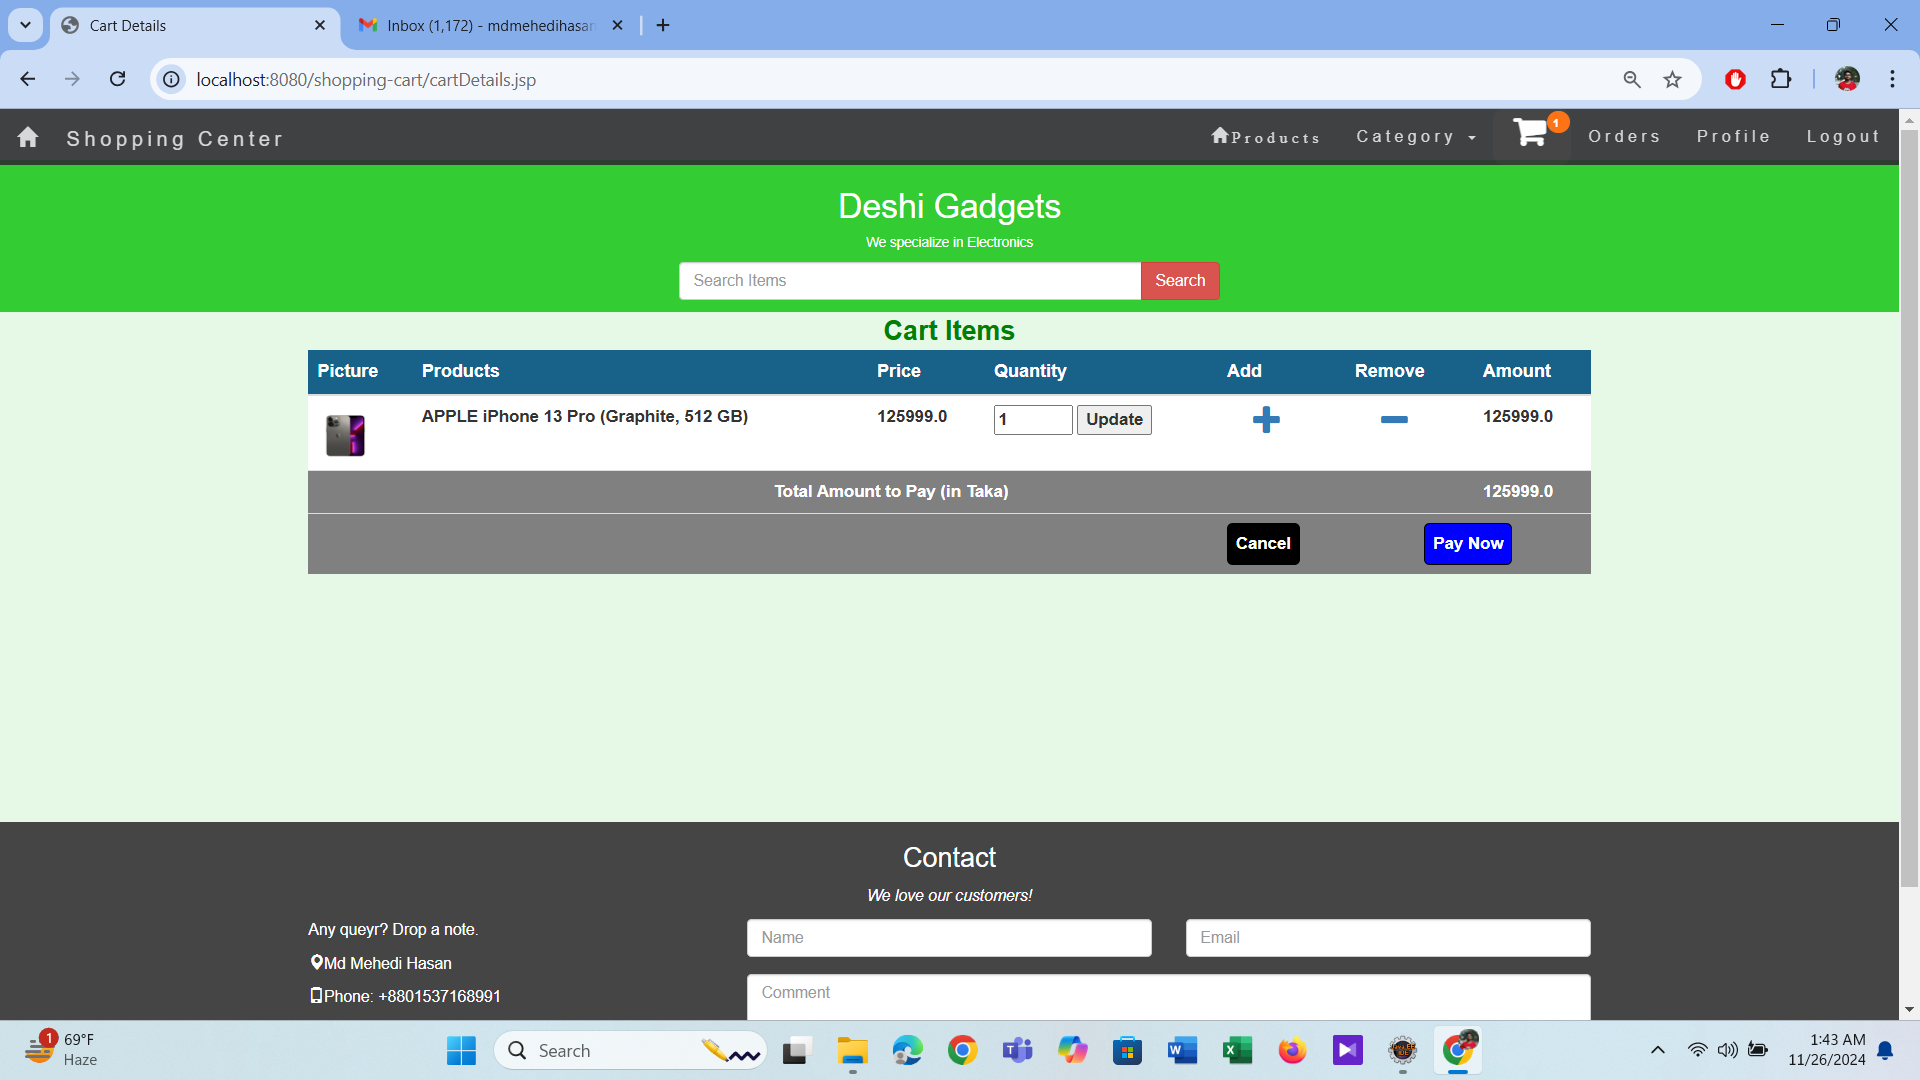 Cart Details
Inbox (1,172) - mdmehedihasan
localhost:8080/shopping-cart/cartDetails.jsp
Shopping Center
Products
Category
1
Orders
Profile
Logout
Deshi Gadgets
We specialize in Electronics
Search Items
Search
Cart Items
Picture Products Price Quantity Add Remove Amount
APPLE iPhone 13 Pro (Graphite, 512 GB) 125999.0 1 Update 125999.0
Total Amount to Pay (in Taka) 125999.0
Cancel Pay Now
Contact
We love our customers!
Any queyr? Drop a note.
Md Mehedi Hasan
Phone: +8801537168991
Name
Email
Comment
1
69°F
Haze
Search
1:43 AM
11/26/2024